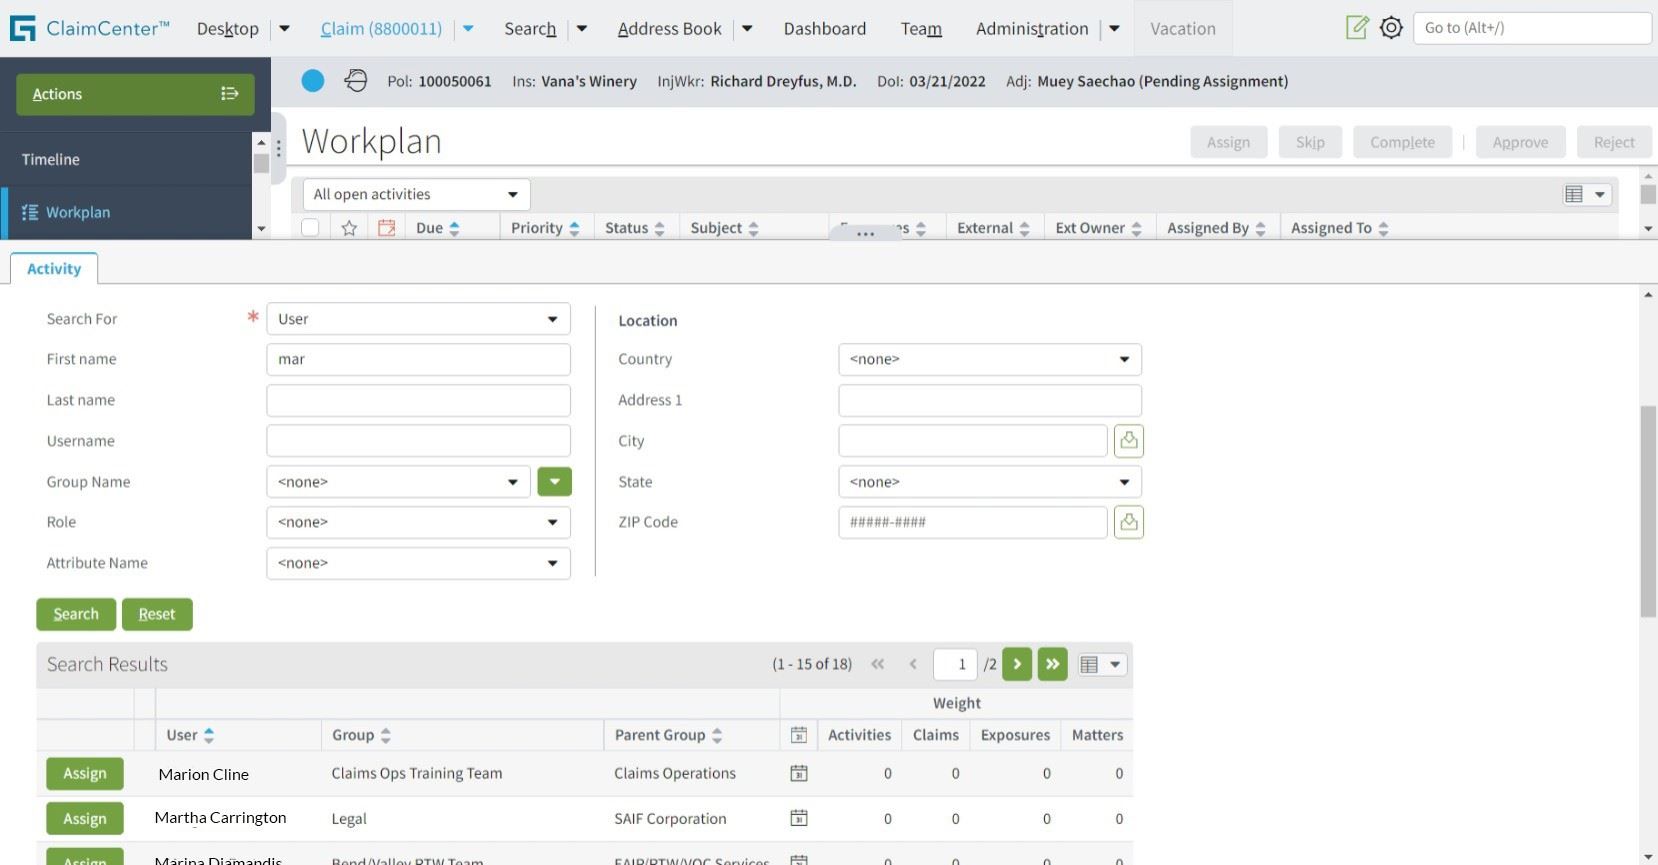 ClaimCenter™ Desktop Claim (8800011) Search Address Book Dashboard Team Administration Vacation Go to (Alt+/)
Actions
Pol: 100050061 Ins: Vana's Winery InjWkr: Richard Dreyfus, M.D. DoI: 03/21/2022 Adj: Muey Saechao (Pending Assignment)
Timeline
Workplan
Workplan
Assign Skip Complete Approve Reject
All open activities
Due Priority Status Subject External Ext Owner Assigned By Assigned To
Activity
Search For * User
First name mar
Last name
Username
Group Name <none>
Role <none>
Attribute Name <none>
Location
Country <none>
Address 1
City
State <none>
ZIP Code #####-####
Search Reset
Search Results (1 - 15 of 18) 1 /2
Weight
User Group Parent Group 31 Activities Claims Exposures Matters
Assign Marion Cline Claims Ops Training Team Claims Operations 31 0 0 0 0
Assign Martha Carrington Legal SAIF Corporation 31 0 0 0 0
Assign Marina Diamandis Bend/Valley RTW Team EAIP/RTW/VOC Services 0 0 0 0